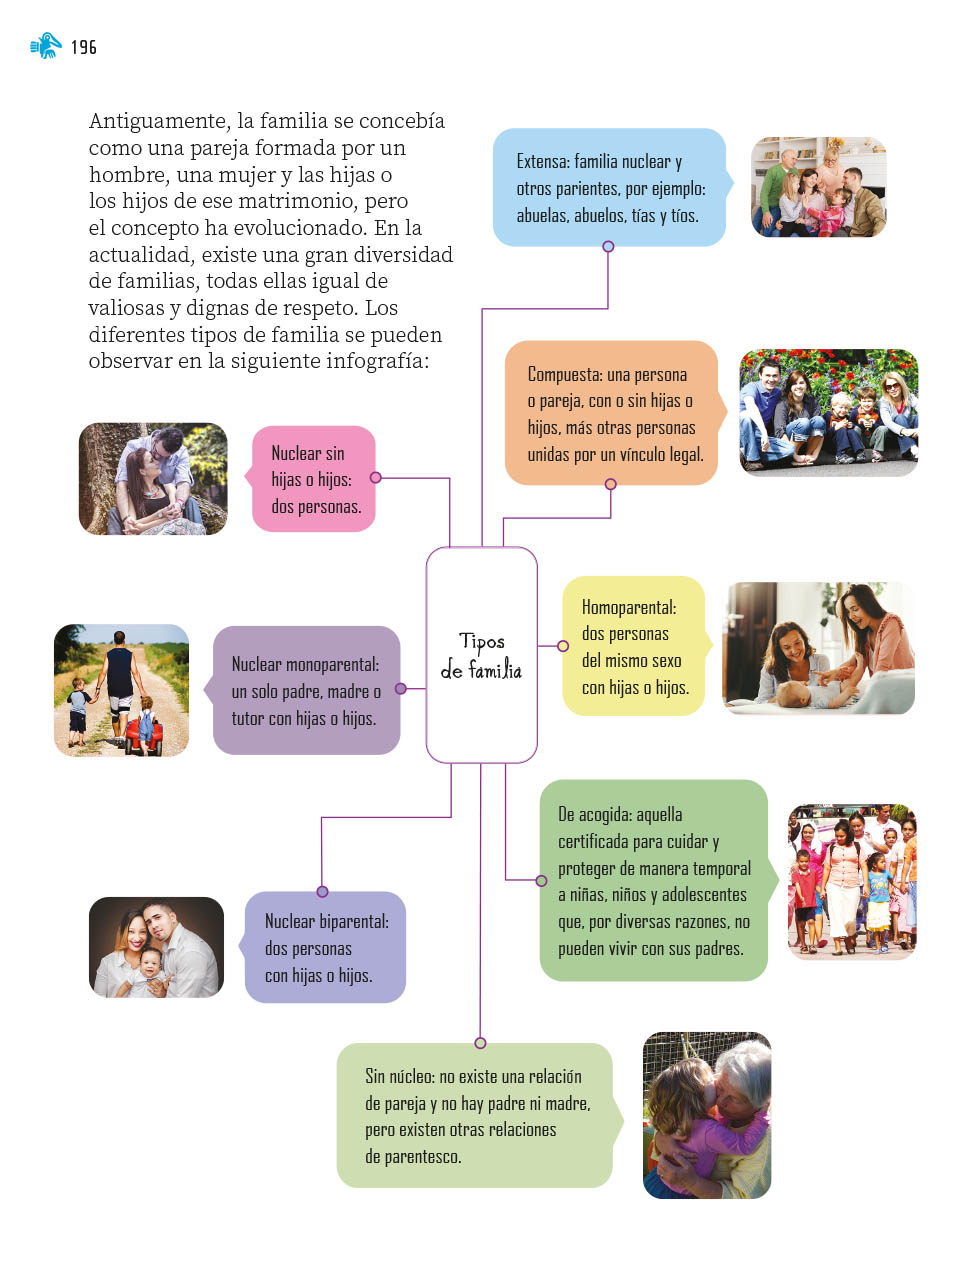 196
Antiguamente, la familia se concebía
como una pareja formada por un
hombre, una mujer y las hijas o
los hijos de ese matrimonio, pero
el concepto ha evolucionado. En la
actualidad, existe una gran diversidad
de familias, todas ellas igual de
valiosas y dignas de respeto. Los
diferentes tipos de familia se pueden
observar en la siguiente infografía:
Extensa: familia nuclear y
otros parientes, por ejemplo:
abuelas, abuelos, tías y tíos.
Compuesta: una persona
o pareja, con o sin hijas o
hijos, más otras personas
unidas por un vínculo legal.
Nuclear sin
hijas o hijos:
dos personas.
Tipos
de familia
Homoparental:
dos personas
del mismo sexo
con hijas o hijos.
Nuclear monoparental:
un solo padre, madre o
tutor con hijas o hijos.
De acogida: aquella
certificada para cuidar y
proteger de manera temporal
a niñas, niños y adolescentes
que, por diversas razones, no
pueden vivir con sus padres.
Nuclear biparental:
dos personas
con hijas o hijos.
Sin núcleo: no existe una relación
de pareja y no hay padre ni madre,
pero existen otras relaciones
de parentesco.